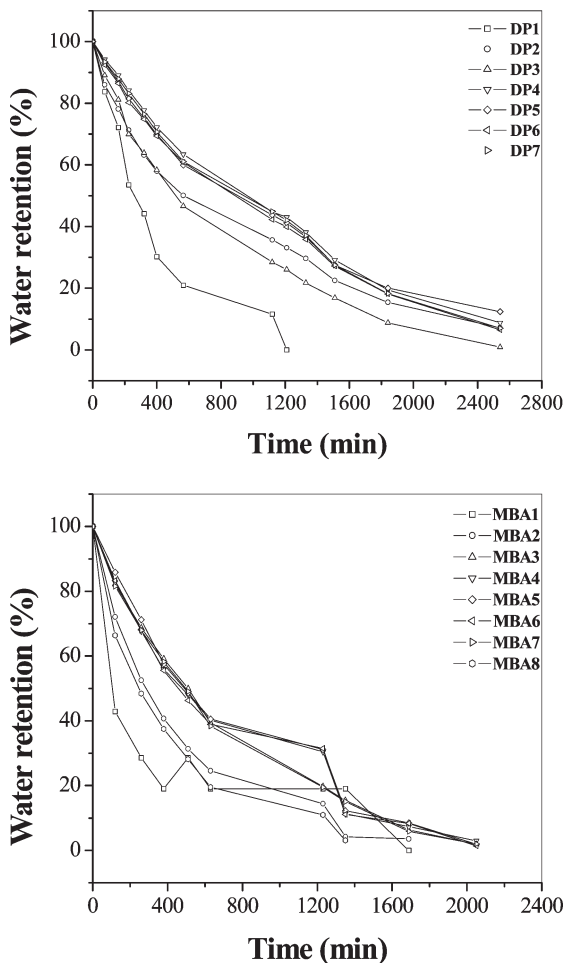 100
80
60
40
20
0
Water retention (%)
DP1
DP2
DP3
DP4
DP5
DP6
DP7
0 400 800 1200 1600 2000 2400 2800
Time (min)
100
80
60
40
20
0
Water retention (%)
MBA1
MBA2
MBA3
MBA4
MBA5
MBA6
MBA7
MBA8
0 400 800 1200 1600 2000 2400
Time (min)